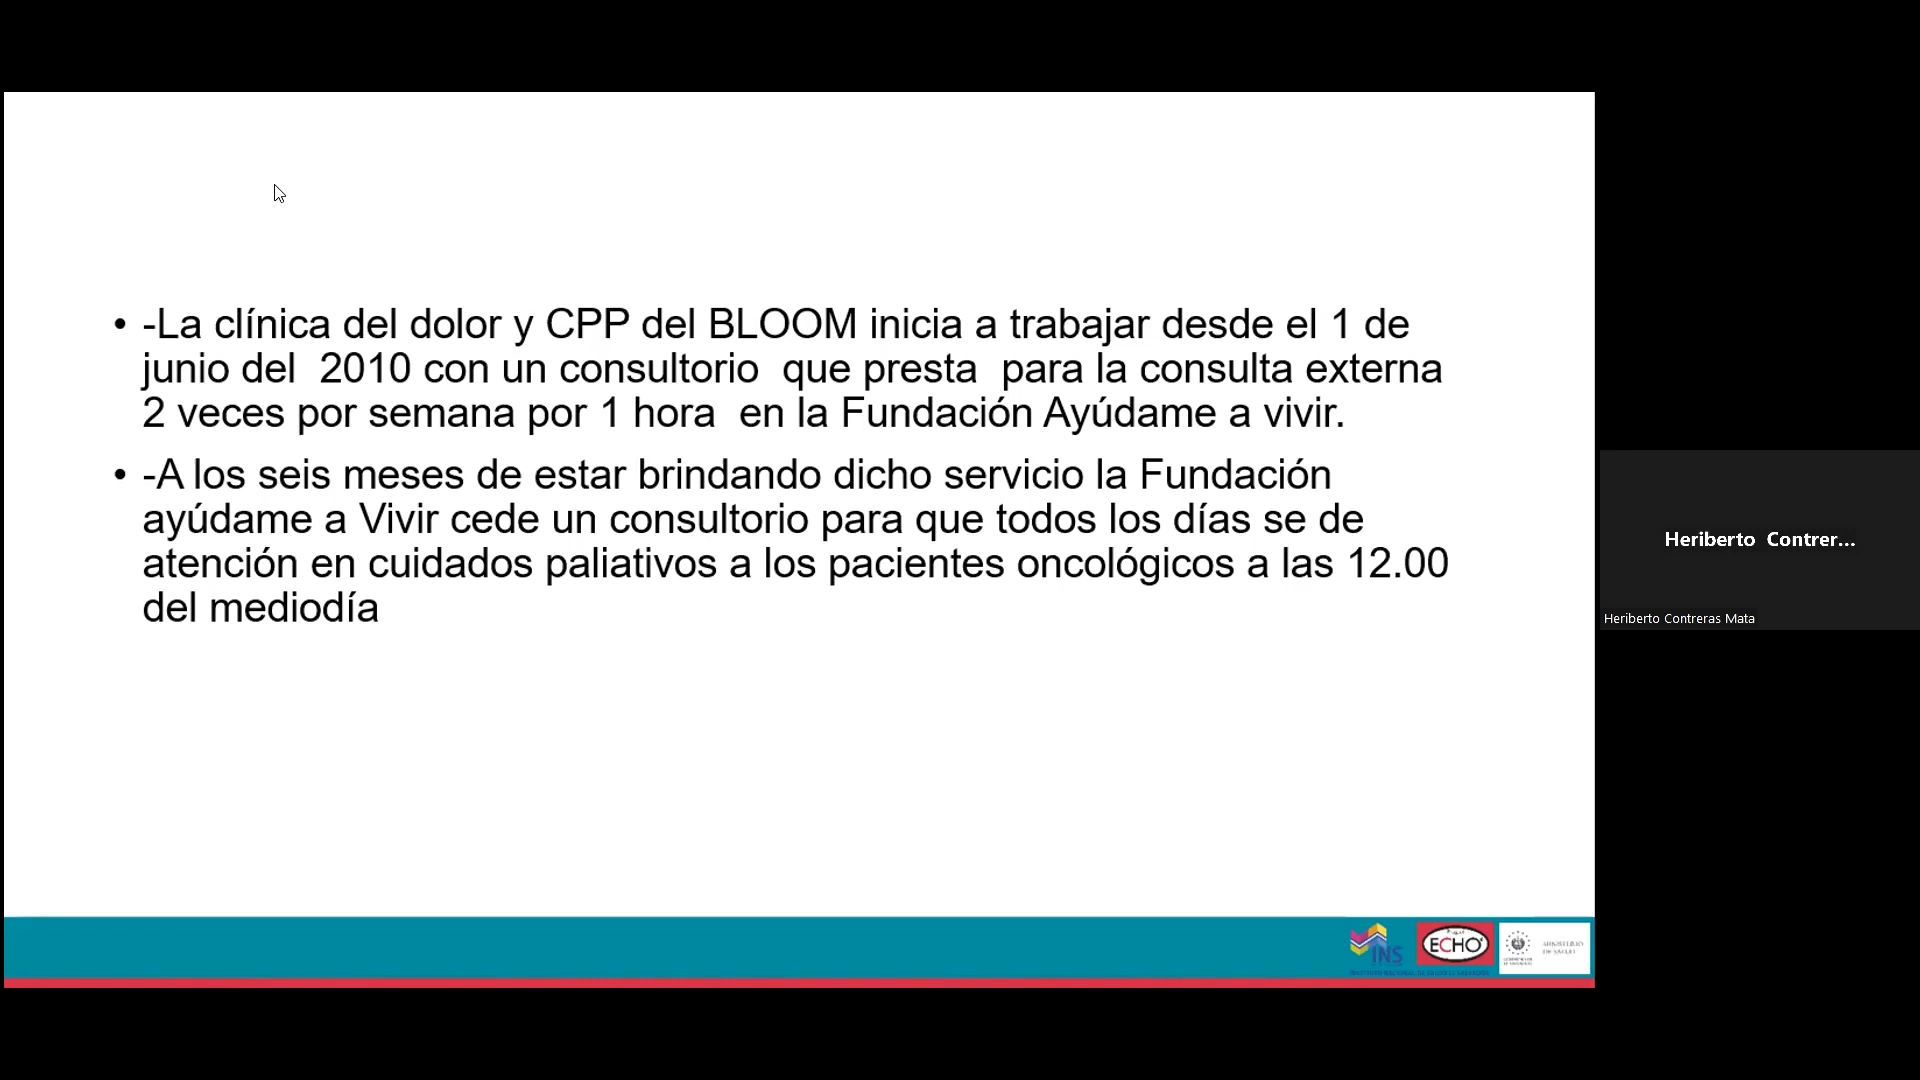 • -La clínica del dolor y CPP del BLOOM inicia a trabajar desde el 1 de
junio del  2010 con un consultorio  que presta  para la consulta externa
2 veces por semana por 1 hora  en la Fundación Ayúdame a vivir.
• -A los seis meses de estar brindando dicho servicio la Fundación
ayúdame a Vivir cede un consultorio para que todos los días se de
atención en cuidados paliativos a los pacientes oncológicos a las 12.00
del mediodía
Heriberto  Contrer...
Heriberto Contreras Mata
INS
ECHO
MINISTERIO
DE SALUD